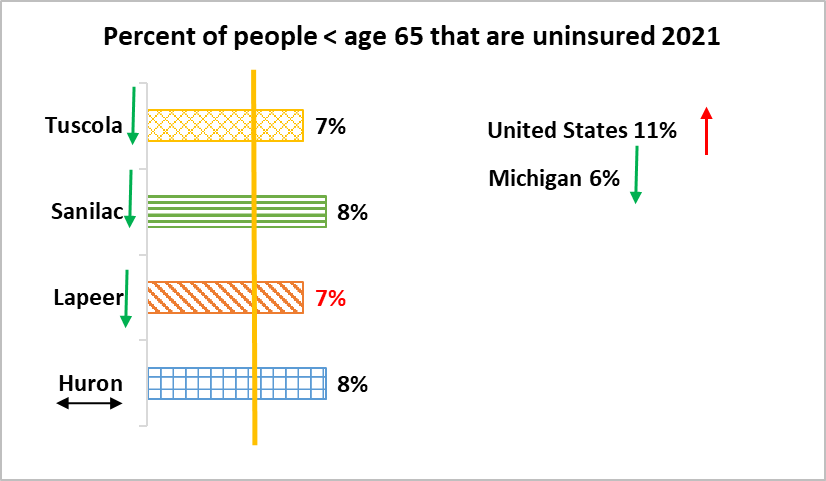 Percent of people < age 65 that are uninsured 2021
Tuscola 7%
United States 11%
Michigan 6%
Sanilac 8%
Lapeer 7%
Huron 8%